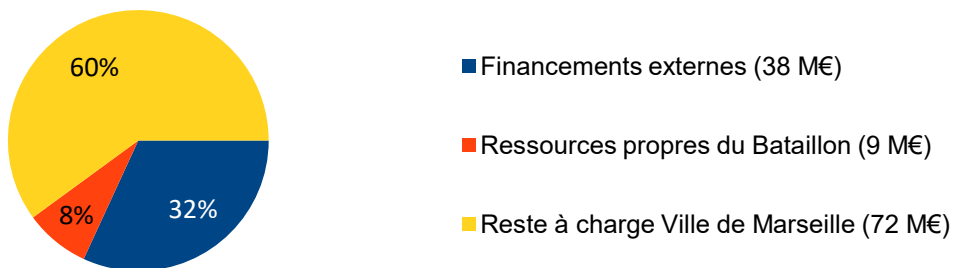 60%
8%
32%
Financements externes (38 M€)
Ressources propres du Bataillon (9 M€)
Reste à charge Ville de Marseille (72 M€)